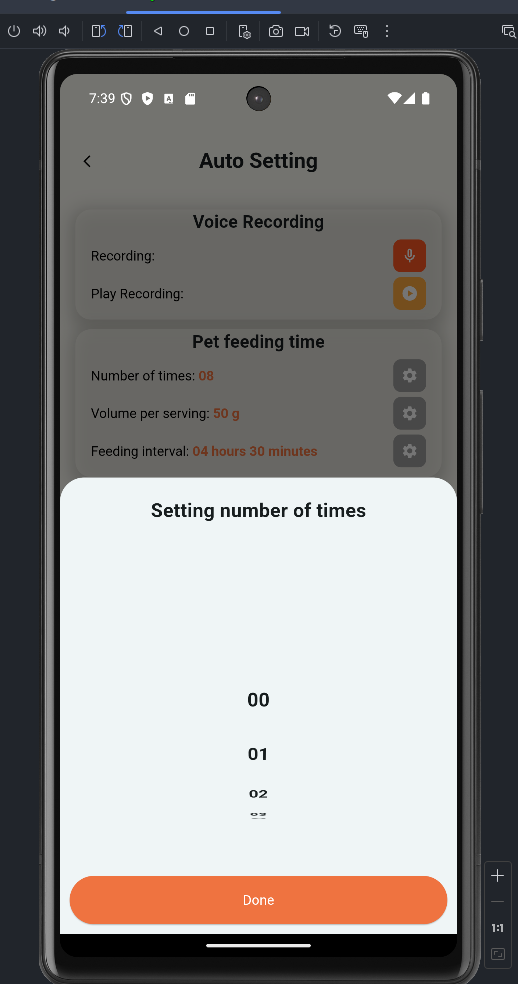 7:39
A
Auto Setting
Voice Recording
Recording:
Play Recording:
Pet feeding time
Number of times: 08
Volume per serving: 50 g
Feeding interval: 04 hours 30 minutes
Setting number of times
00
01
02
03
Done
1:1